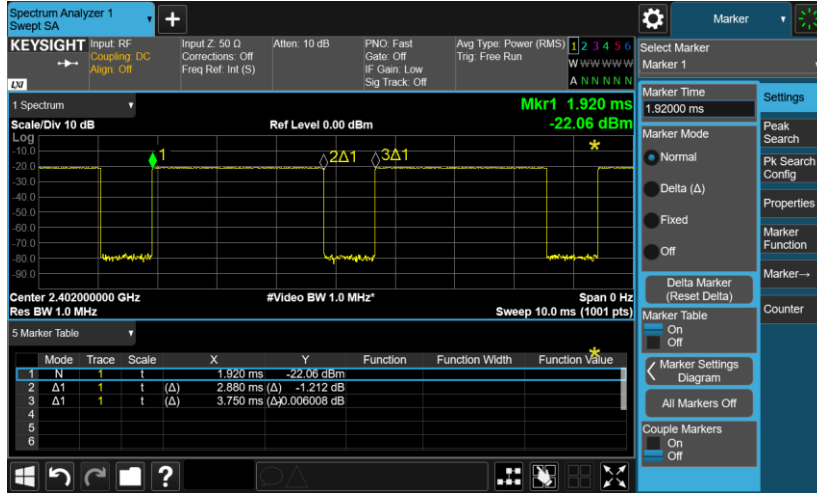 Spectrum Analyzer 1
Swept SA
+
Marker
KEYSIGHT
Input: RF
Coupling: DC
Align: Off
Input Z: 50 Ω
Corrections: Off
Freq Ref: Int (S)
Atten: 10 dB
PNO: Fast
Gate: Off
IF Gain: Low
Sig Track: Off
Avg Type: Power (RMS)
Trig: Free Run
1 2 3 4 5 6
W W W W W W
A N N N N N
LXI
Select Marker
Marker 1
1 Spectrum
Mkr1 1.920 ms
Scale/Div 10 dB
Ref Level 0.00 dBm
-22.06 dBm
Log
-10.0
-20.0
-30.0
-40.0
-50.0
-60.0
-70.0
-80.0
-90.0
1
2Δ1
3Δ1
*
Center 2.402000000 GHz
#Video BW 1.0 MHz*
Span 0 Hz
Res BW 1.0 MHz
Sweep 10.0 ms (1001 pts)
5 Marker Table
Mode Trace Scale X Y Function Function Width Function Value
1 N 1 t 1.920 ms -22.06 dBm
2 Δ1 1 t (Δ) 2.880 ms (Δ) -1.212 dB
3 Δ1 1 t (Δ) 3.750 ms (Δ) -0.006008 dB
4
5
6
*
Marker Time
1.92000 ms
Marker Mode
Normal
Delta (Δ)
Fixed
Off
Delta Marker
(Reset Delta)
Marker Table
On
Off
Marker Settings
Diagram
All Markers Off
Couple Markers
On
Off
Settings
Peak
Search
Pk Search
Config
Properties
Marker
Function
Marker→
Counter
?